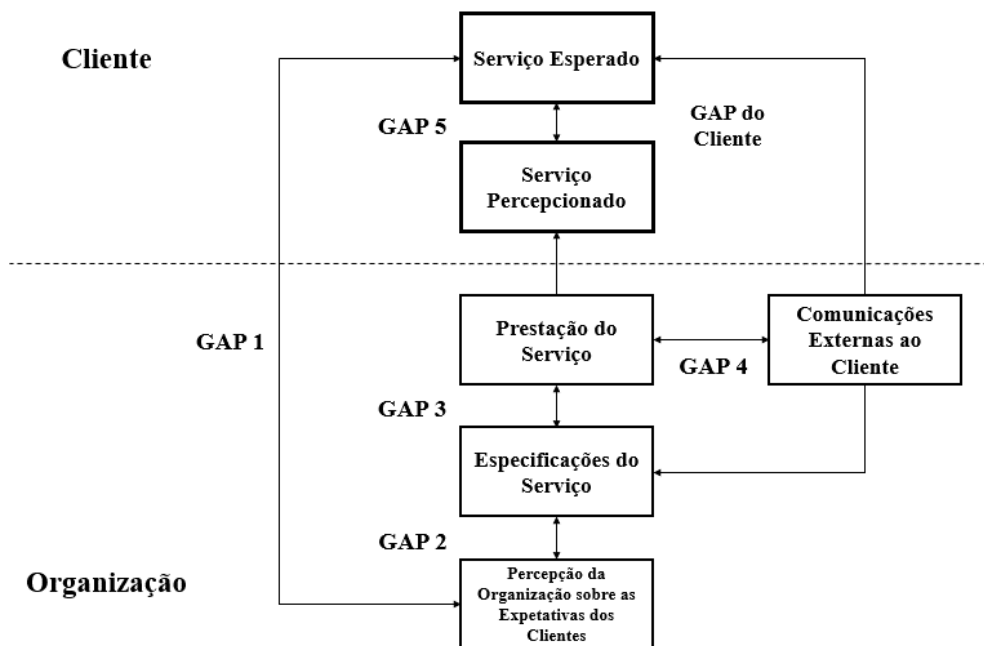 Cliente
Serviço Esperado
GAP 5
GAP do
Cliente
Serviço
Percepcionado
GAP 1
Prestação do
Serviço
GAP 4
Comunicações
Externas ao
Cliente
GAP 3
Especificações do
Serviço
GAP 2
Organização
Percepção da
Organização sobre as
Expetativas dos
Clientes